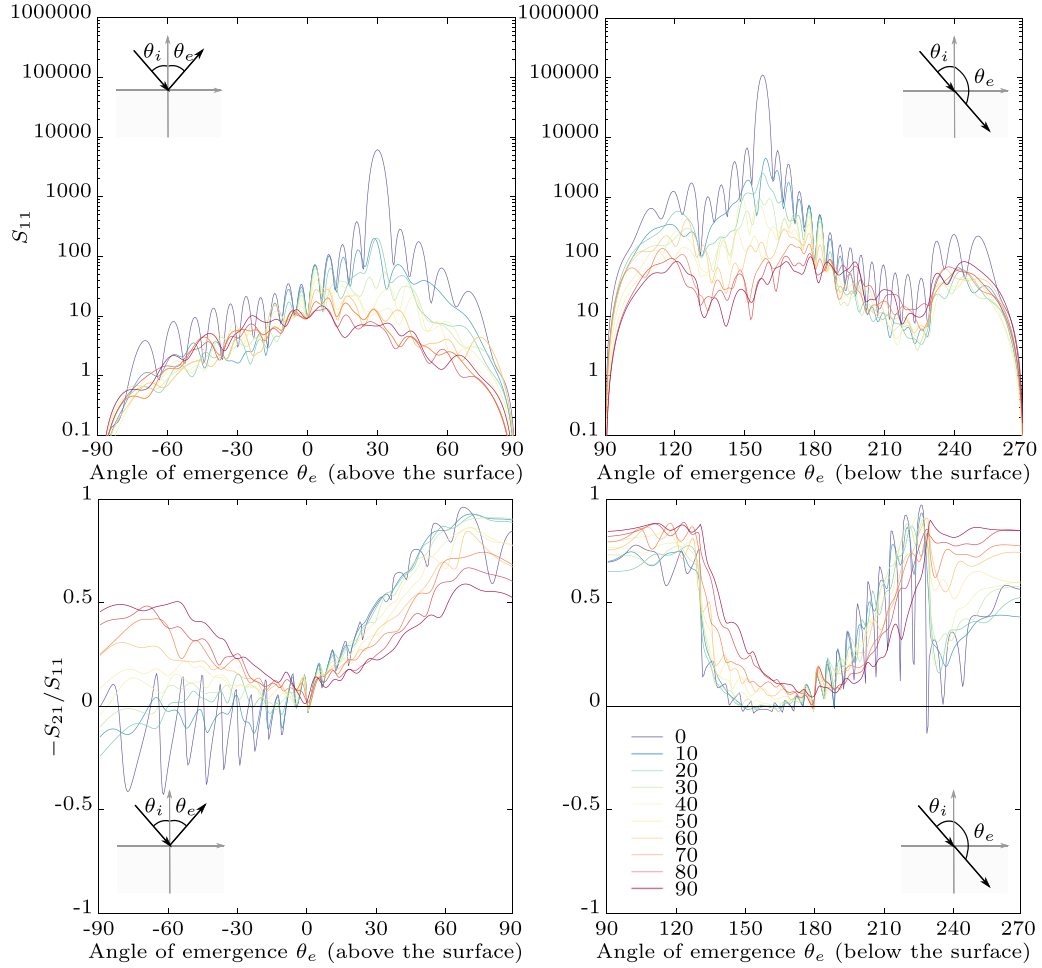 1000000
100000
10000
1000
100
10
1
0.1
S₁₁
θᵢ θₑ
-90 -60 -30 0 30 60 90
Angle of emergence θₑ (above the surface)
1000000
100000
10000
1000
100
10
1
0.1
θᵢ
θₑ
90 120 150 180 210 240 270
Angle of emergence θₑ (below the surface)
1
0.5
0
-0.5
-1
−S₂₁/S₁₁
θᵢ θₑ
-90 -60 -30 0 30 60 90
Angle of emergence θₑ (above the surface)
1
0.5
0
-0.5
-1
0
10
20
30
40
50
60
70
80
90
θᵢ
θₑ
90 120 150 180 210 240 270
Angle of emergence θₑ (below the surface)